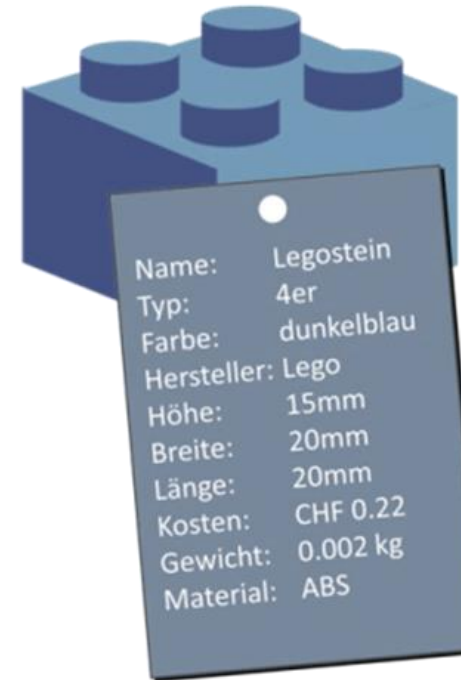 Name: Legostein
Typ: 4er
Farbe: dunkelblau
Hersteller: Lego
Höhe: 15mm
Breite: 20mm
Länge: 20mm
Kosten: CHF 0.22
Gewicht: 0.002 kg
Material: ABS